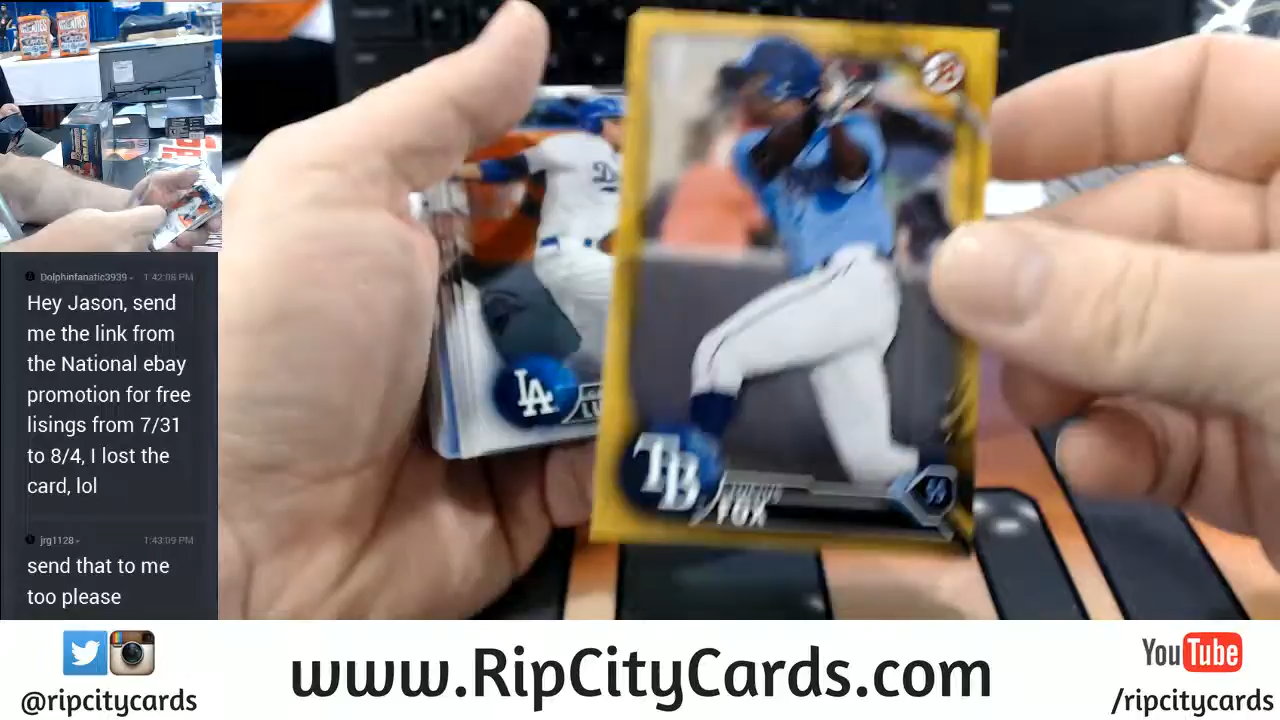 Dolphinfanatic3939
1:42:06 PM
Hey Jason, send
me the link from
the National ebay
promotion for free
lisings from 7/31
to 8/4, I lost the
card, lol
jrg1128
1:43:09 PM
send that to me
too please
LA
TB
FOX
@ripcitycards
www.RipCityCards.com
YouTube
/ripcitycards